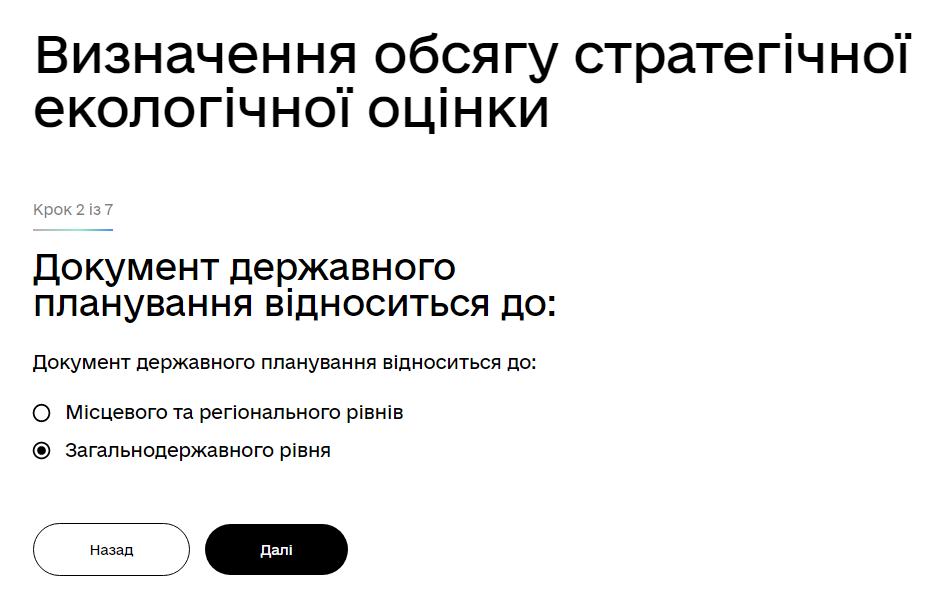 Визначення обсягу стратегічної
екологічної оцінки
Крок 2 із 7
Документ державного
планування відноситься до:
Документ державного планування відноситься до:
Місцевого та регіонального рівнів
Загальнодержавного рівня
Назад
Далі